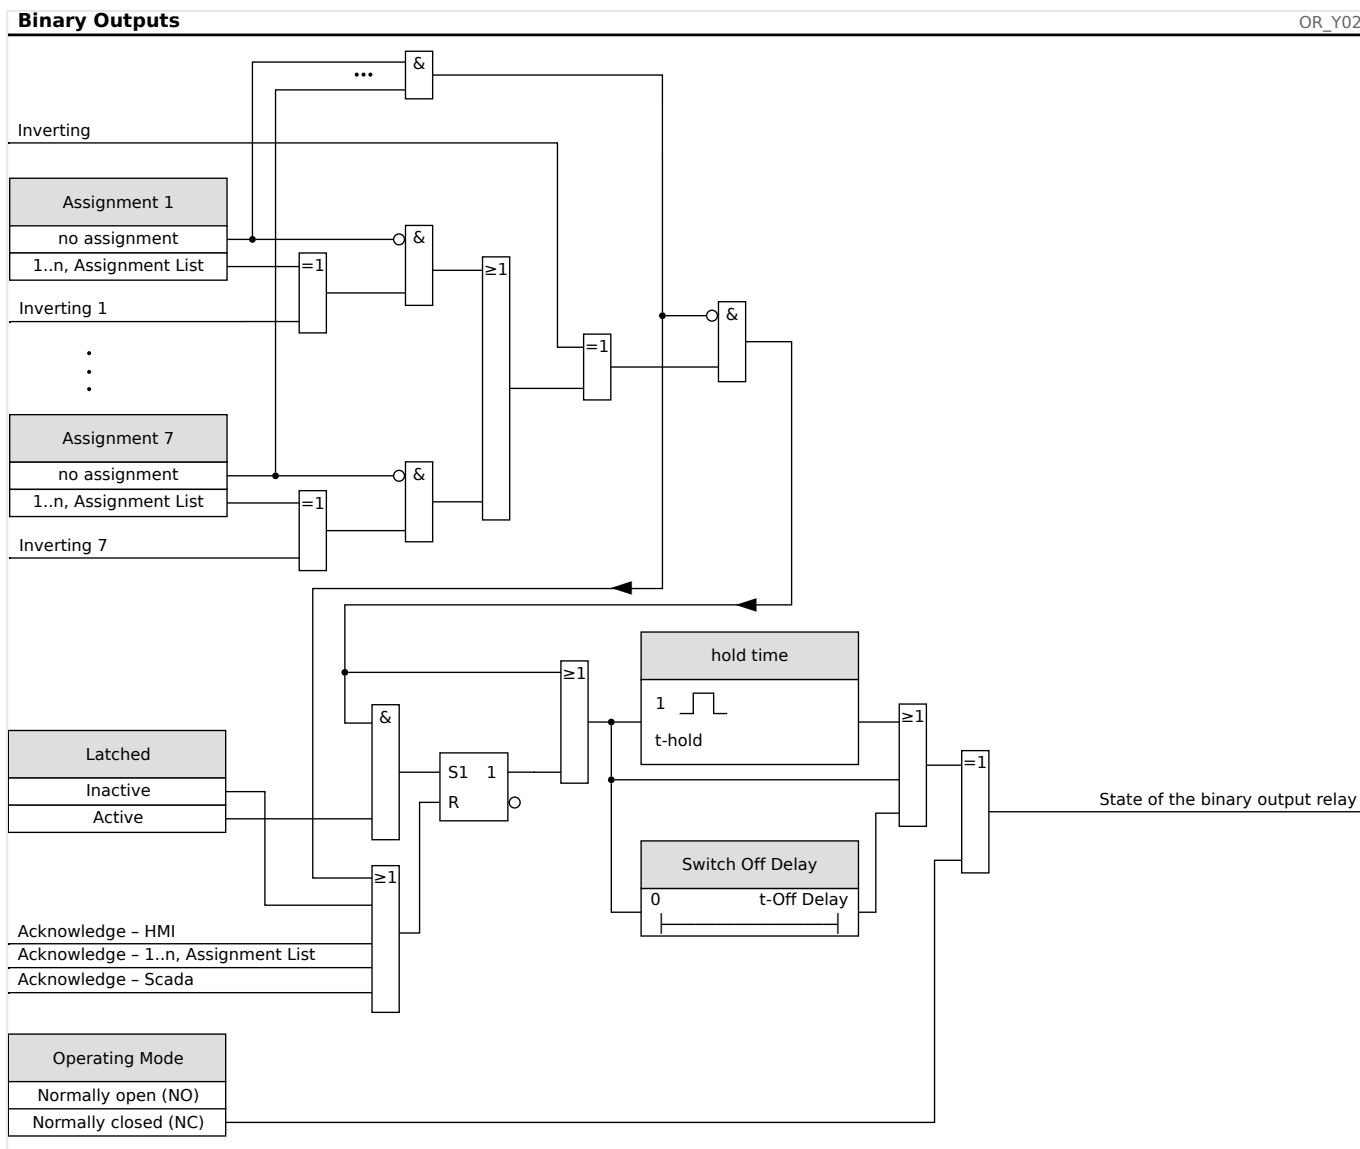 Binary Outputs
OR_Y02
&
...
Inverting
Assignment 1
no assignment
&
1..n, Assignment List
=1
≥1
Inverting 1
&
=1
Assignment 7
no assignment
&
1..n, Assignment List
=1
Inverting 7
hold time
≥1
1
t-hold
&
≥1
Latched
Inactive
Active
S1 1
R
=1
State of the binary output relay
Switch Off Delay
0 t-Off Delay
≥1
Acknowledge – HMI
Acknowledge – 1..n, Assignment List
Acknowledge – Scada
Operating Mode
Normally open (NO)
Normally closed (NC)